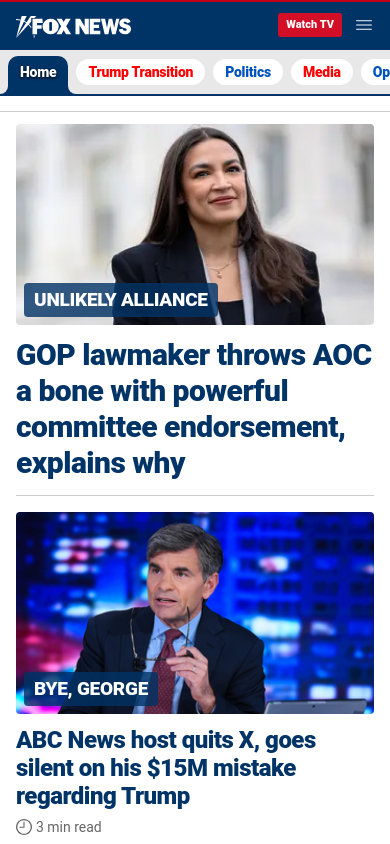 FOX NEWS
Watch TV
Home
Trump Transition
Politics
Media
Op
UNLIKELY ALLIANCE
GOP lawmaker throws AOC
a bone with powerful
committee endorsement,
explains why
BYE, GEORGE
ABC News host quits X, goes
silent on his $15M mistake
regarding Trump
3 min read